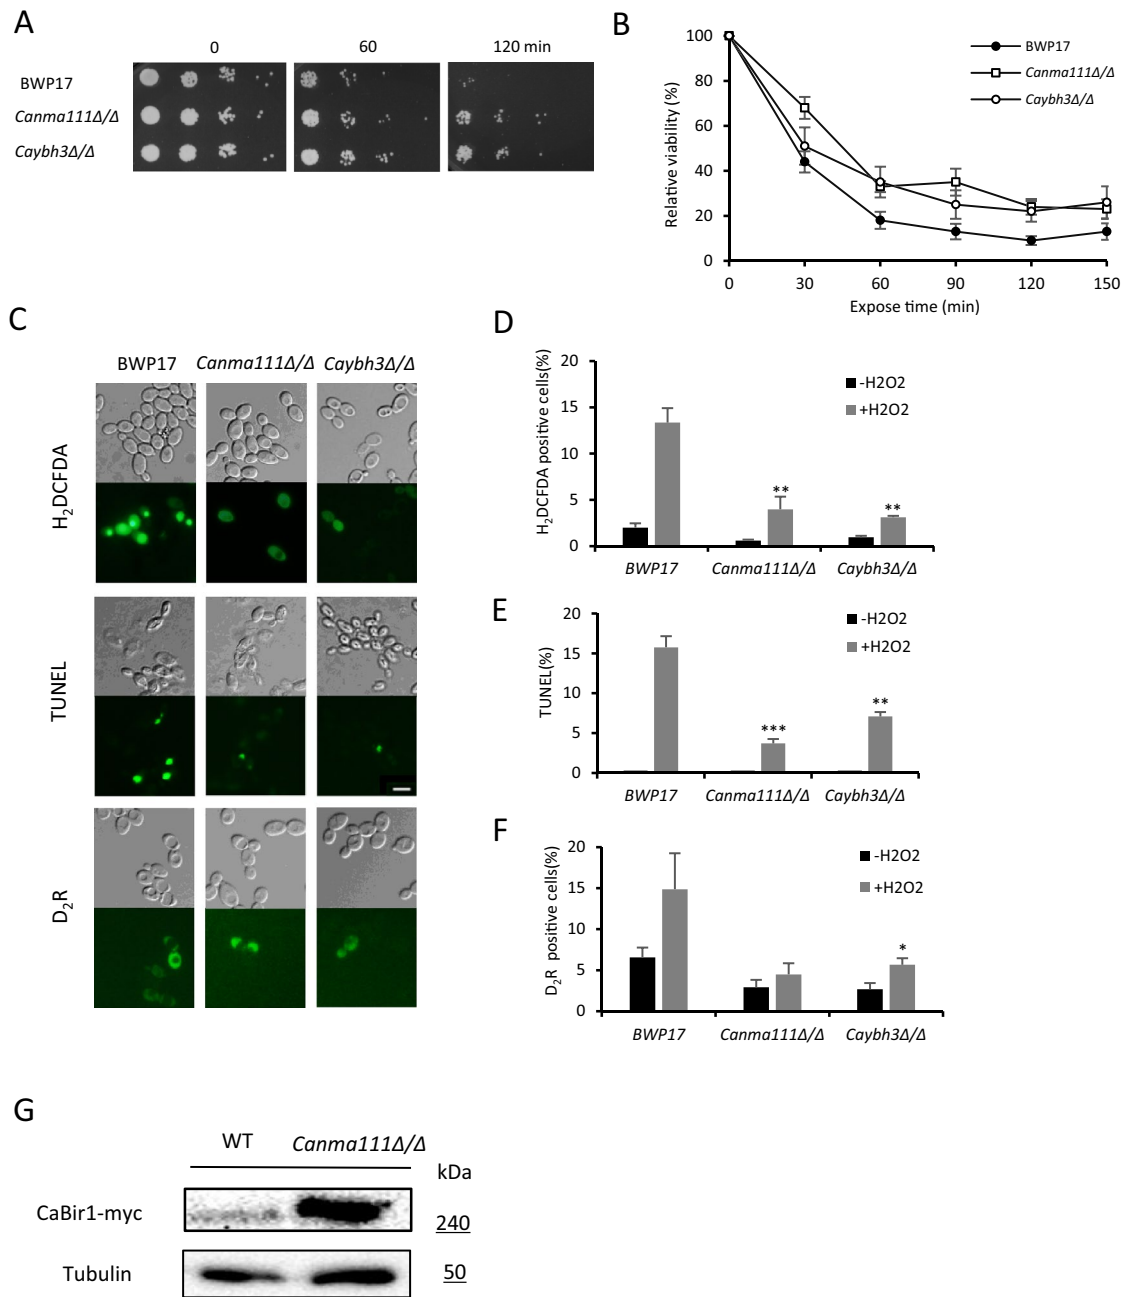 A
0 60 120 min
BWP17
Canma111Δ/Δ
Caybh3Δ/Δ
B
100
80
60
40
20
0
Relative viability (%)
0 30 60 90 120 150
Expose time (min)
BWP17
Canma111Δ/Δ
Caybh3Δ/Δ
C
BWP17 Canma111Δ/Δ Caybh3Δ/Δ
H₂DCFDA
TUNEL
D₂R
D
20
15
10
5
0
H₂DCFDA positive cells(%)
-H2O2
+H2O2
** **
BWP17 Canma111Δ/Δ Caybh3Δ/Δ
E
20
15
10
5
0
TUNEL(%)
-H2O2
+H2O2
*** **
BWP17 Canma111Δ/Δ Caybh3Δ/Δ
F
20
15
10
5
0
D₂R positive cells(%)
-H2O2
+H2O2
*
BWP17 Canma111Δ/Δ Caybh3Δ/Δ
G
WT Canma111Δ/Δ
kDa
CaBir1-myc 240
Tubulin 50